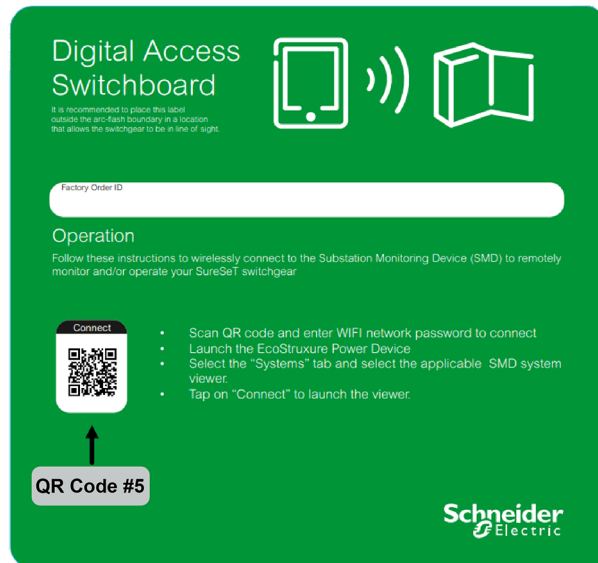 Digital Access
Switchboard
It is recommended to place this label
outside the arc-flash boundary in a location
that allows the switchgear to be in line of sight.
Factory Order ID
Operation
Follow these instructions to wirelessly connect to the Substation Monitoring Device (SMD) to remotely
monitor and/or operate your SureSeT switchgear
Connect
• Scan QR code and enter WIFI network password to connect
• Launch the EcoStruxure Power Device
• Select the “Systems” tab and select the applicable SMD system
viewer.
• Tap on “Connect” to launch the viewer.
QR Code #5
Schneider
Electric